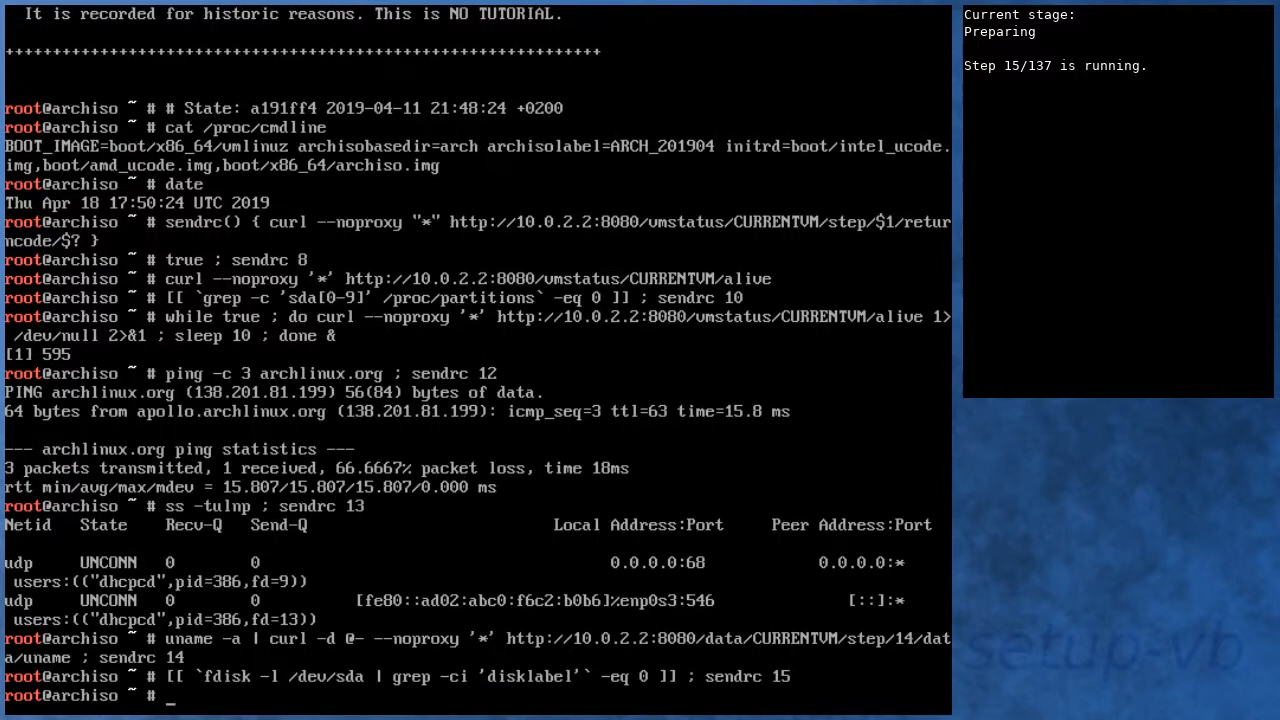 It is recorded for historic reasons. This is NO TUTORIAL.
+++++++++++++++++++++++++++++++++++++++++++++++++++++++++++++++
root@archiso ~ # # State: a191ff4 2019-04-11 21:48:24 +0200
root@archiso ~ # cat /proc/cmdline
BOOT_IMAGE=boot/x86_64/vmlinuz archisobasedir=arch archisolabel=ARCH_201904 initrd=boot/intel_ucode.
img,boot/amd_ucode.img,boot/x86_64/archiso.img
root@archiso ~ # date
Thu Apr 18 17:50:24 UTC 2019
root@archiso ~ # sendrc() { curl --noproxy "*" http://10.0.2.2:8080/vmstatus/CURRENTVM/step/$1/retur
ncode/$? }
root@archiso ~ # true ; sendrc 8
root@archiso ~ # curl --noproxy '*' http://10.0.2.2:8080/vmstatus/CURRENTVM/alive
root@archiso ~ # [[ `grep -c 'sda[0-9]' /proc/partitions` -eq 0 ]] ; sendrc 10
root@archiso ~ # while true ; do curl --noproxy '*' http://10.0.2.2:8080/vmstatus/CURRENTVM/alive 1>
 /dev/null 2>&1 ; sleep 10 ; done &
[1] 595
root@archiso ~ # ping -c 3 archlinux.org ; sendrc 12
PING archlinux.org (138.201.81.199) 56(84) bytes of data.
64 bytes from apollo.archlinux.org (138.201.81.199): icmp_seq=3 ttl=63 time=15.8 ms
--- archlinux.org ping statistics ---
3 packets transmitted, 1 received, 66.6667% packet loss, time 18ms
rtt min/avg/max/mdev = 15.807/15.807/15.807/0.000 ms
root@archiso ~ # ss -tulnp ; sendrc 13
Netid   State    Recv-Q   Send-Q                          Local Address:Port     Peer Address:Port
udp     UNCONN   0        0                                     0.0.0.0:68            0.0.0.0:*
 users:(("dhcpcd",pid=386,fd=9))
udp     UNCONN   0        0          [fe80::ad02:abc0:f6c2:b0b6]%enp0s3:546              [::]:*
 users:(("dhcpcd",pid=386,fd=13))
root@archiso ~ # uname -a | curl -d @- --noproxy '*' http://10.0.2.2:8080/data/CURRENTVM/step/14/dat
a/uname ; sendrc 14
root@archiso ~ # [[ `fdisk -l /dev/sda | grep -ci 'disklabel'` -eq 0 ]] ; sendrc 15
root@archiso ~ # _
Current stage:
Preparing
Step 15/137 is running.
setup-vb